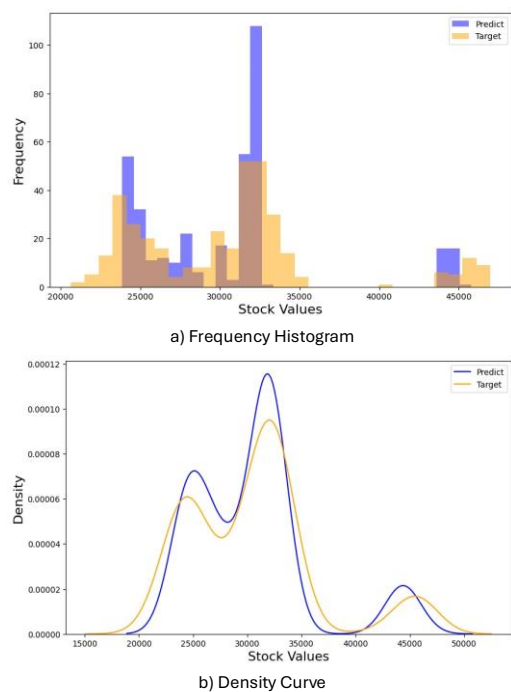 Predict
Target
Frequency
100
80
60
40
20
0
20000 25000 30000 35000 40000 45000
Stock Values
a) Frequency Histogram
Predict
Target
Density
0.00012
0.00010
0.00008
0.00006
0.00004
0.00002
0.00000
15000 20000 25000 30000 35000 40000 45000 50000
Stock Values
b) Density Curve